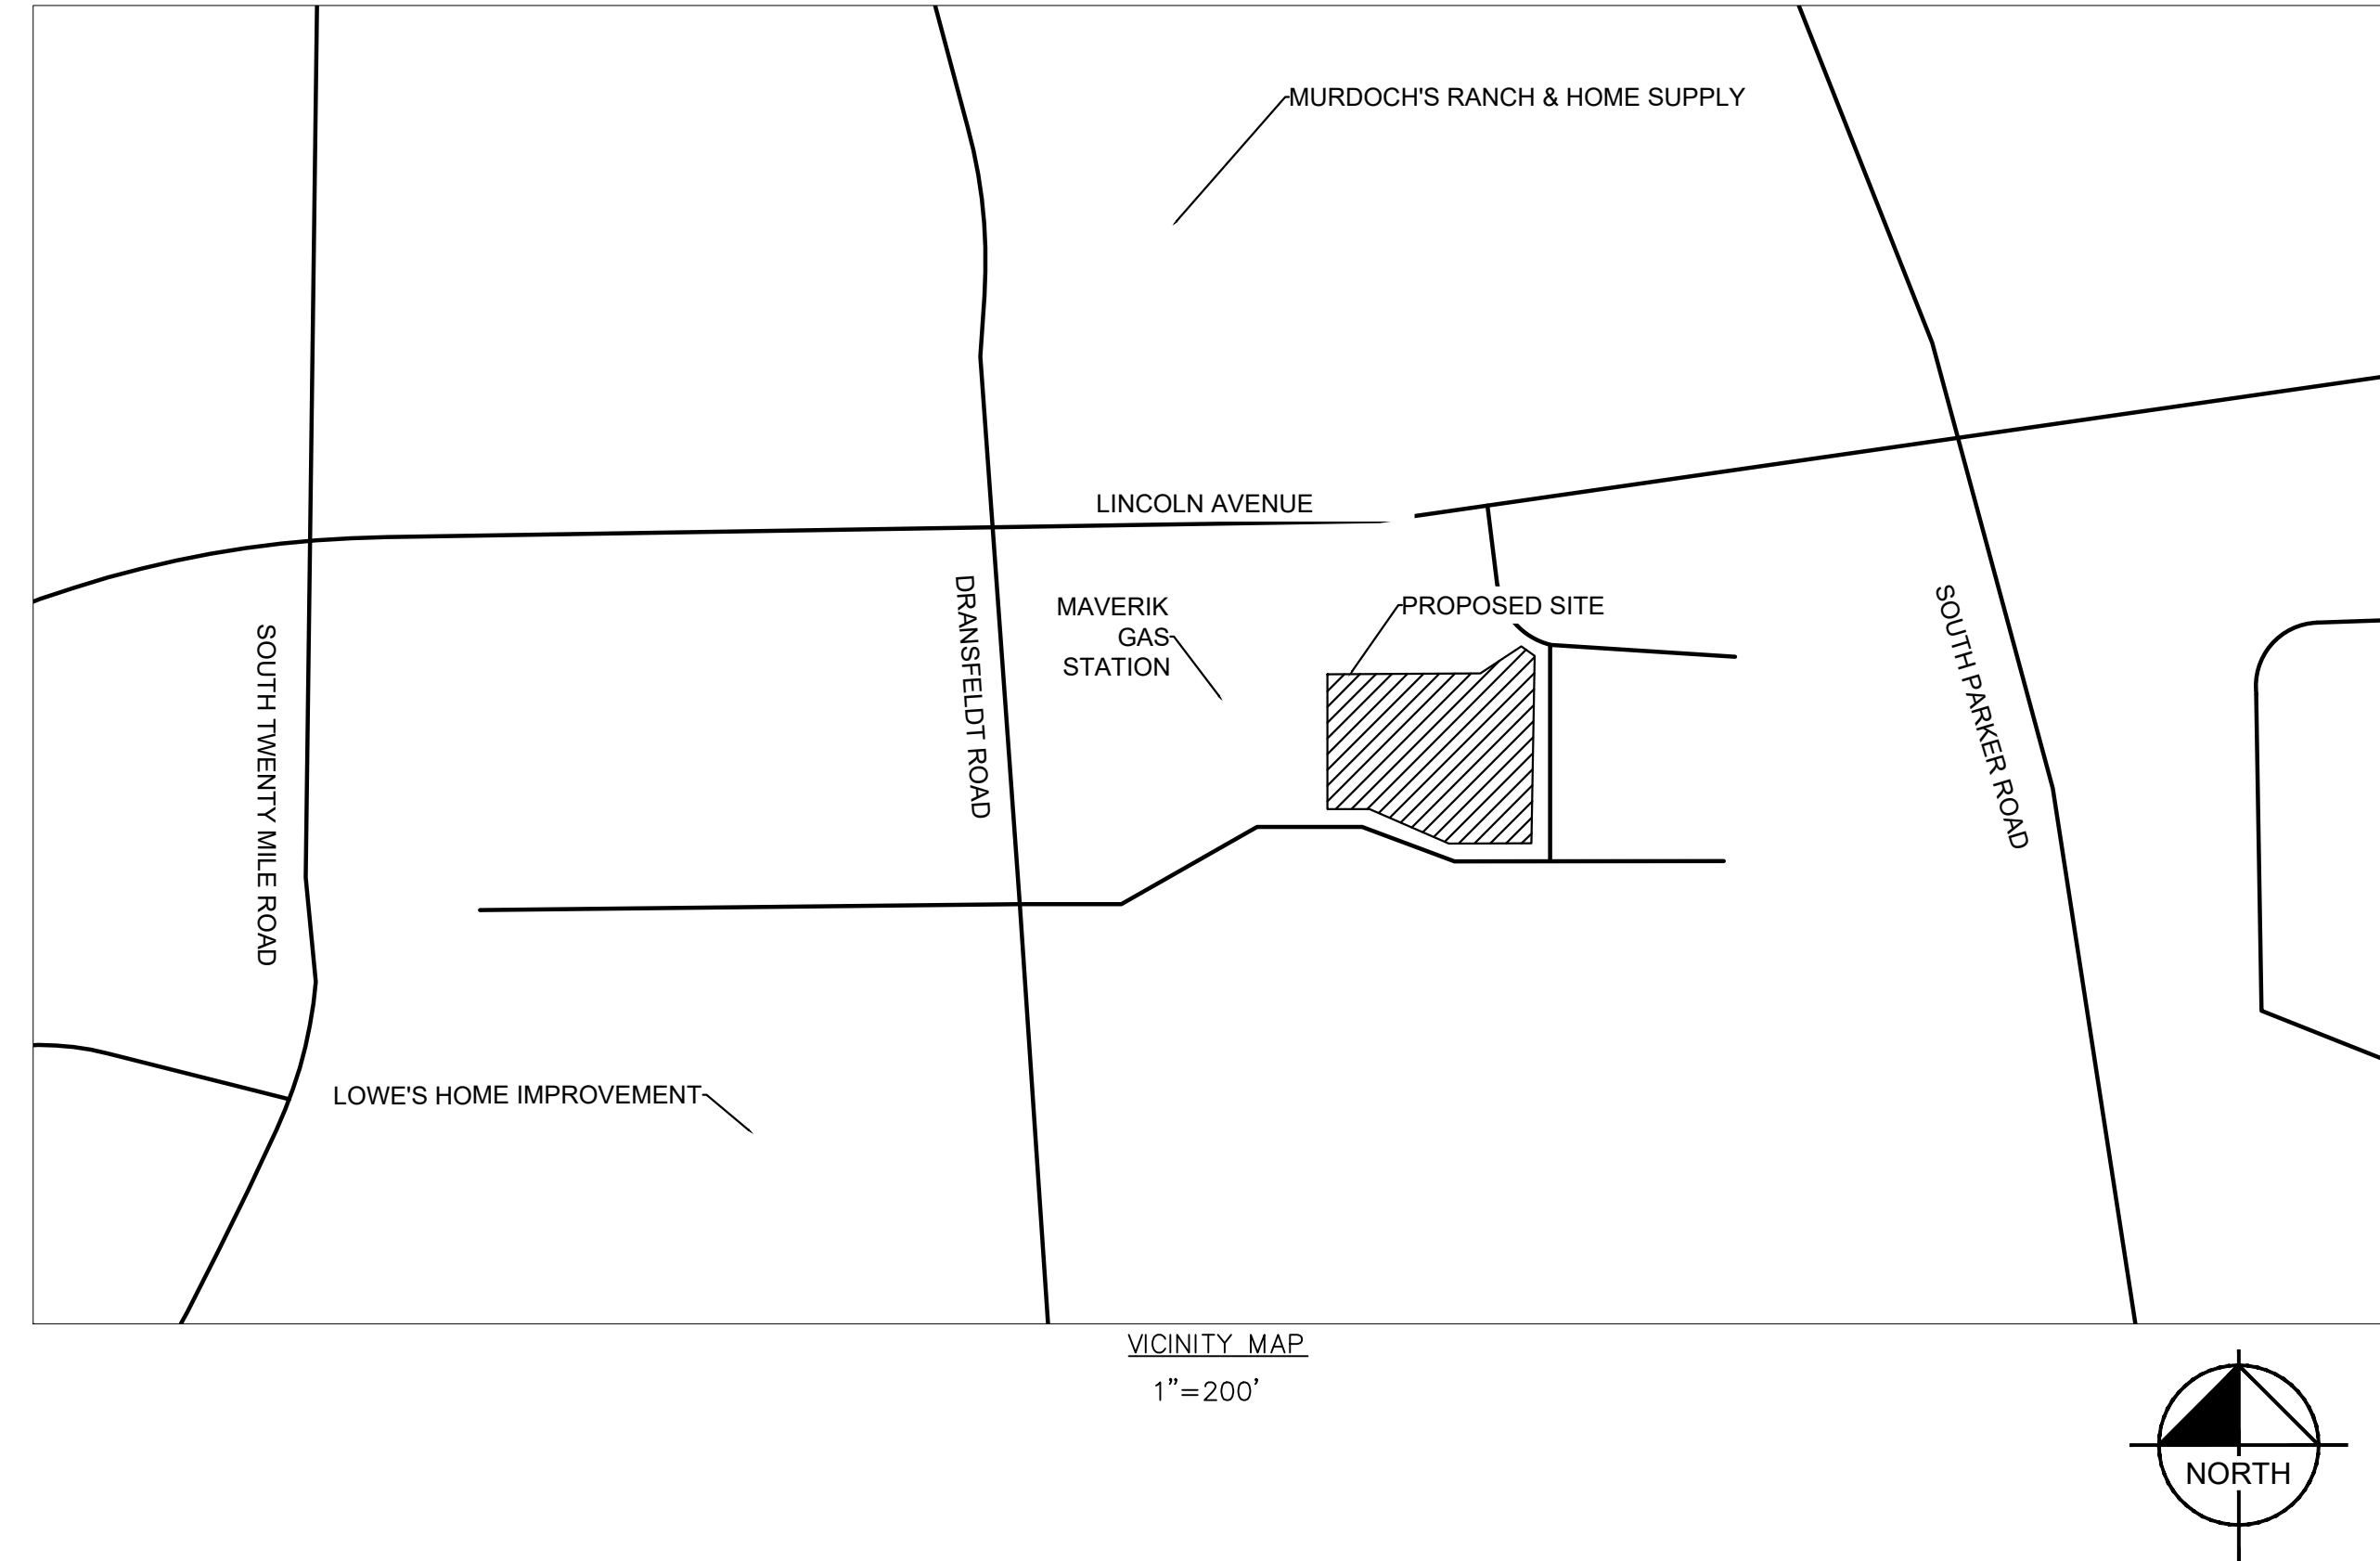 MURDOCH'S RANCH & HOME SUPPLY
LINCOLN AVENUE
MAVERIK
GAS
STATION
PROPOSED SITE
DRANSFELDT ROAD
SOUTH TWENTY MILE ROAD
SOUTH PARKER ROAD
LOWE'S HOME IMPROVEMENT
VICINITY MAP
1"=200'
NORTH